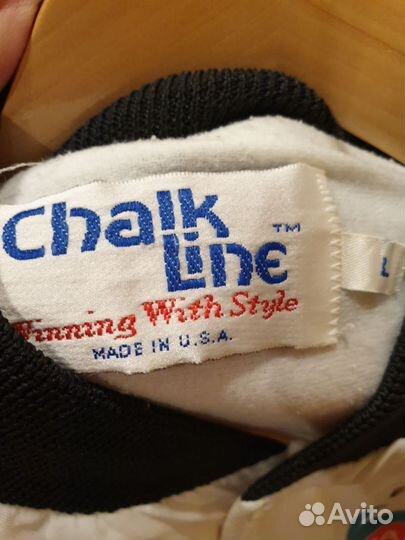 Chalk
Line™
L
Winning With Style
MADE IN U.S.A.
Avito